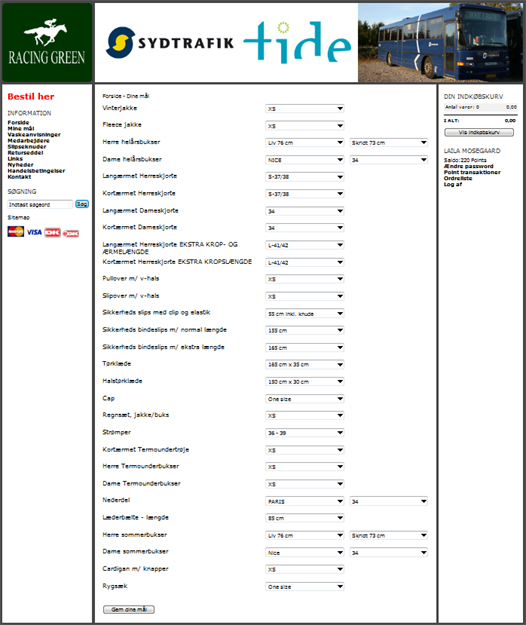 RACING GREEN
SYDTRAFIK
tide
Bestil her
INFORMATION
Forside
Mine mål
Vaskeanvisninger
Medarbejdere
Slipseknuder
Returseddel
Links
Nyheder
Handelsbetingelser
Kontakt
SØGNING
Indtast søgeord Søg
Sitemap
VISA
Forside - Dine mål
Vinterjakke XS
Fleece jakke XS
Herre helårsbukser Liv 76 cm Skridt 73 cm
Dame helårsbukser NICE 34
Langærmet Herreskjorte S-37/38
Kortærmet Herreskjorte S-37/38
Langærmet Dameskjorte 34
Kortærmet Dameskjorte 34
Langærmet Herreskjorte EKSTRA KROP- OG
ÆRMELÆNGDE L-41/42
Kortærmet Herreskjorte EKSTRA KROPSLÆNGDE L-41/42
Pullover m/ v-hals XS
Slipover m/ v-hals XS
Sikkerheds slips med clip og elastik 55 cm inkl. knude
Sikkerheds bindeslips m/ normal længde 155 cm
Sikkerheds bindeslips m/ ekstra længde 165 cm
Tørklæde 165 cm x 35 cm
Halstørklæde 150 cm x 30 cm
Cap One size
Regnsæt, jakke/buks XS
Strømper 36 - 39
Kortærmet Termoundertrøje XS
Herre Termounderbukser XS
Dame Termounderbukser XS
Nederdel PARIS 34
Læderbælte - længde 85 cm
Herre sommerbukser Liv 76 cm Skridt 73 cm
Dame sommerbukser Nice 34
Cardigan m/ knapper XS
Rygsæk One size
Gem dine mål
DIN INDKØBSKURV
Antal varer: 0 0,00
I ALT: 0,00
Vis indkøbskurv
LAILA MOSEGAARD
Saldo: 220 Points
Ændre password
Point transaktioner
Ordreliste
Log af